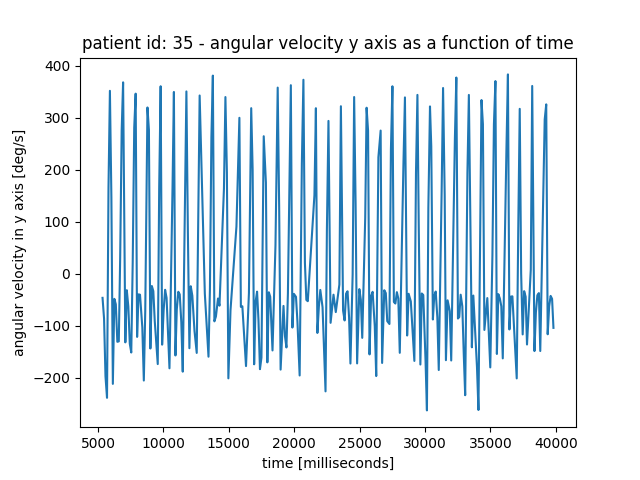 patient id: 35 - angular velocity y axis as a function of time
400
300
200
100
0
−100
−200
angular velocity in y axis [deg/s]
5000 10000 15000 20000 25000 30000 35000 40000
time [milliseconds]